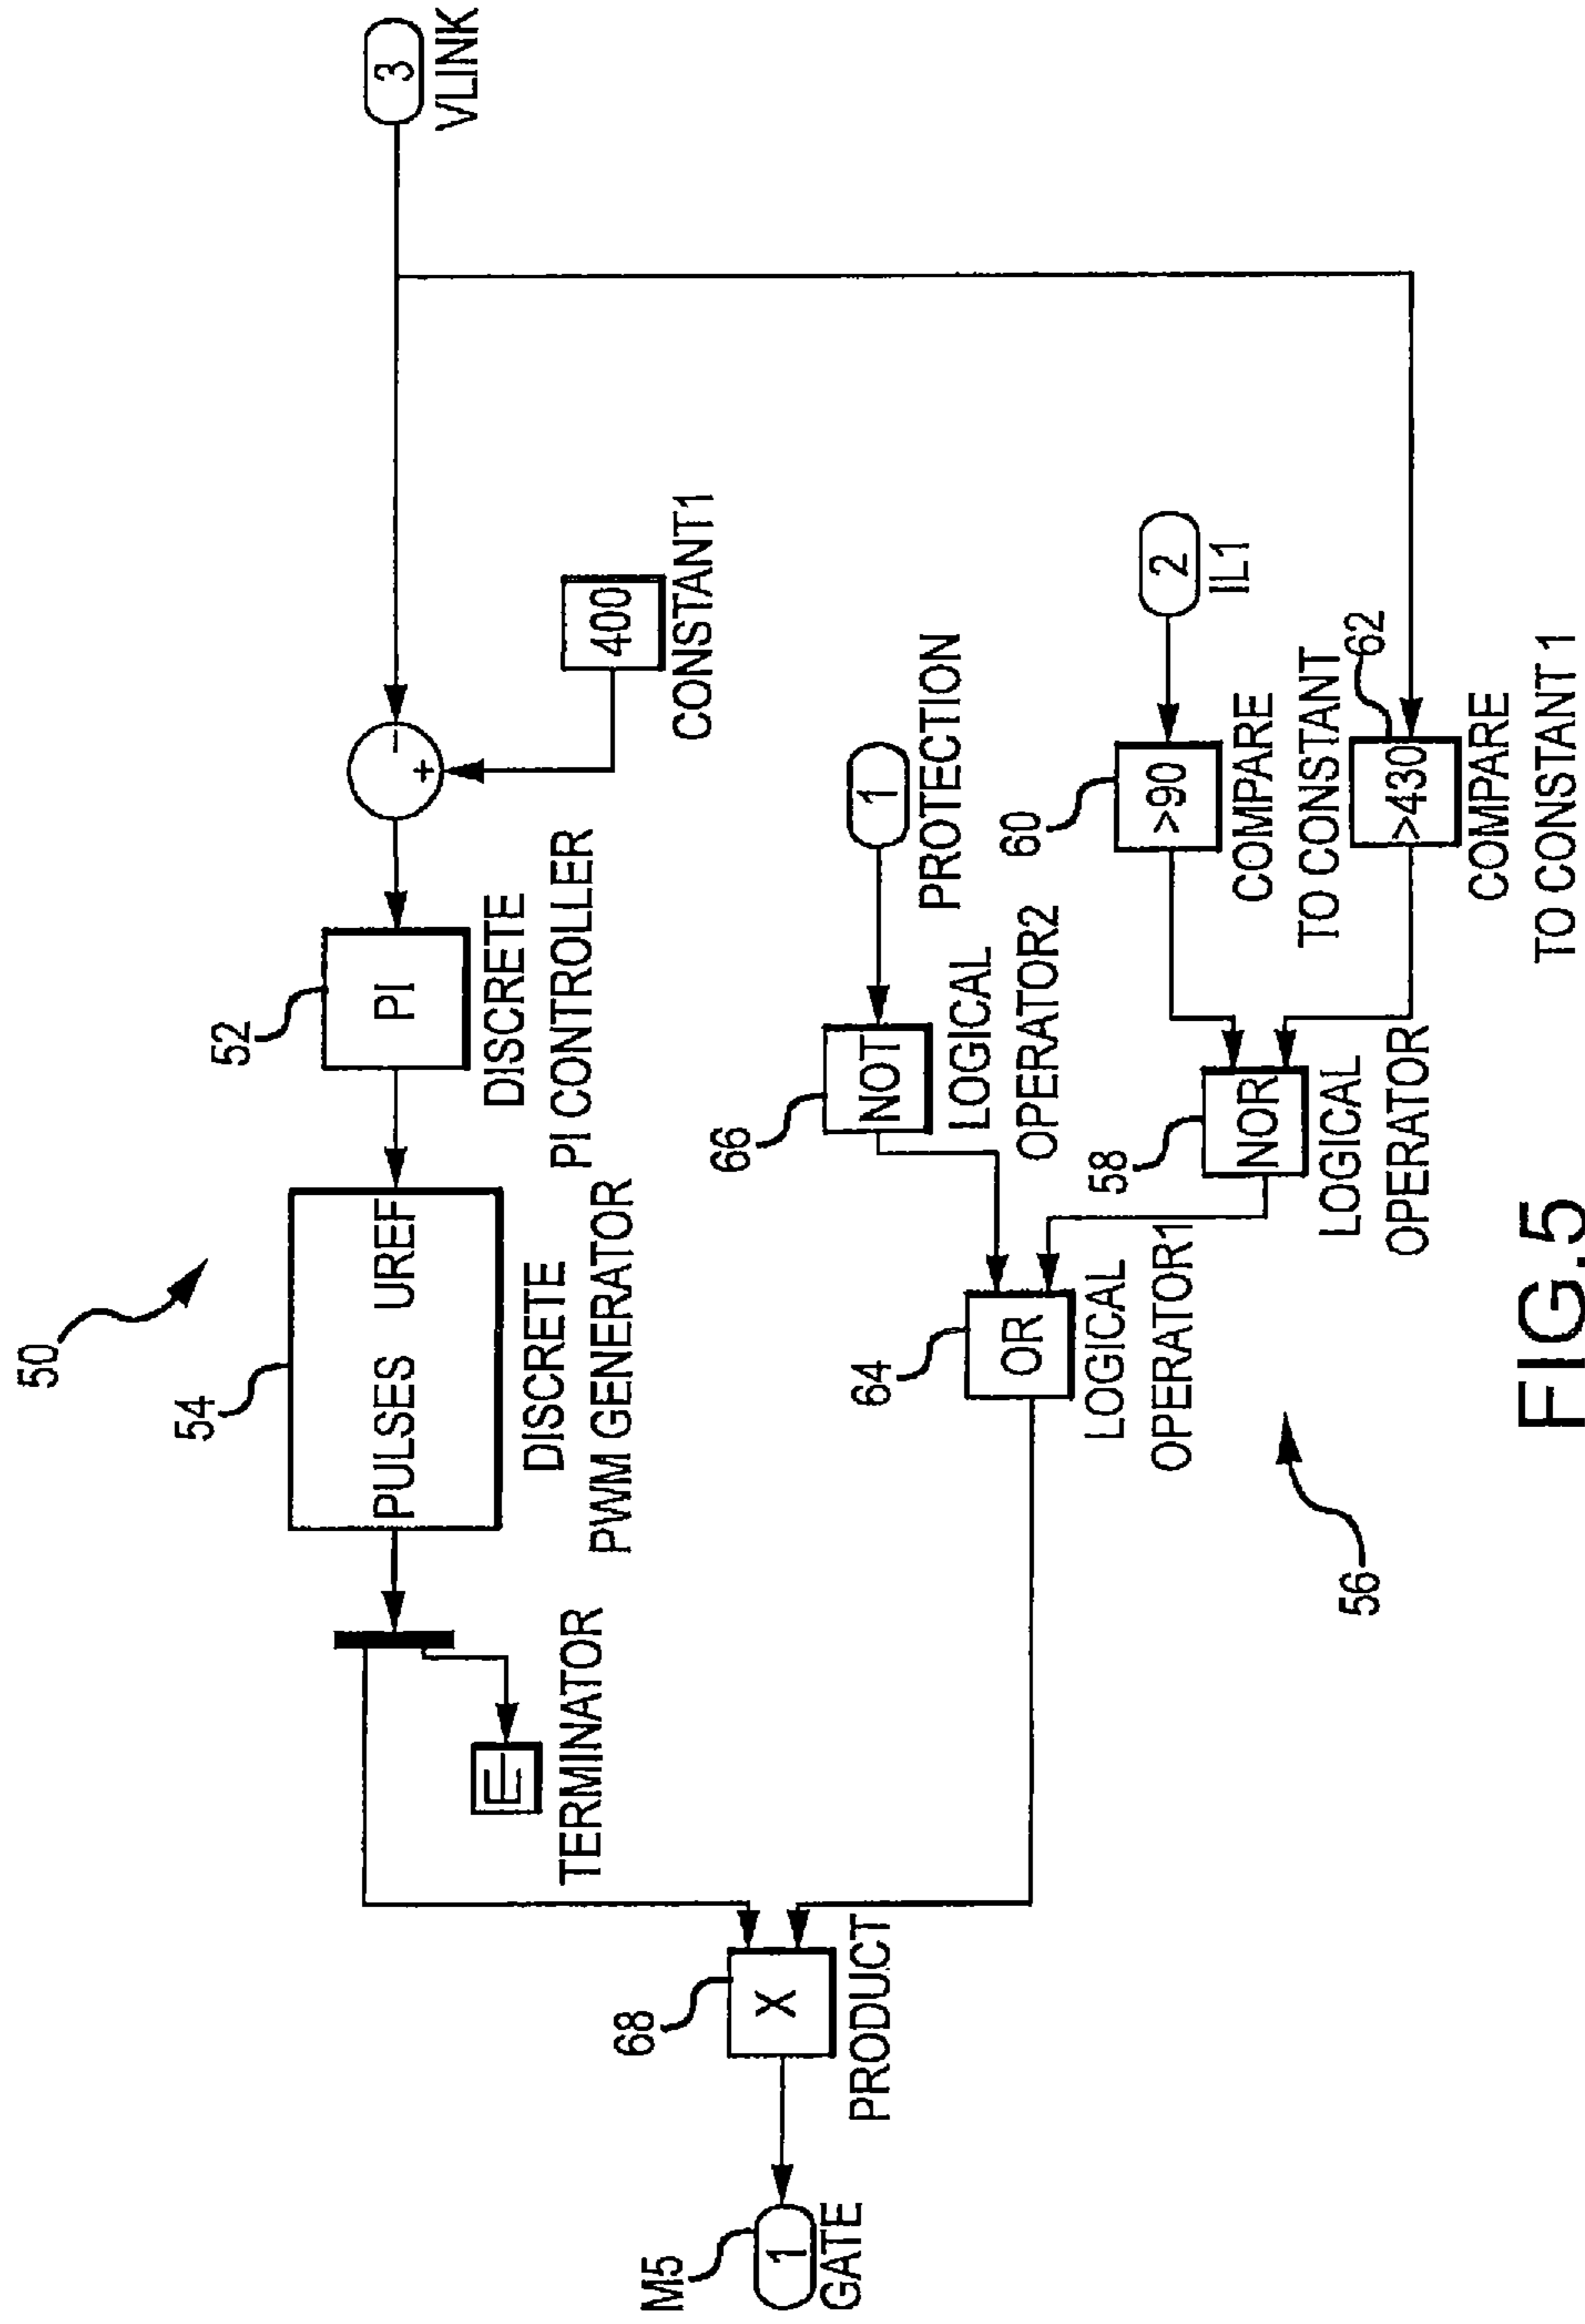 50
54
52
3
VLINK
PULSES UREF
PI
DISCRETE
PWM GENERATOR
DISCRETE
PI CONTROLLER
+
400
CONSTANT1
TERMINATOR
66
NOT
LOGICAL
OPERATOR2
1
PROTECTION
M5
1
GATE
68
X
PRODUCT
64
OR
LOGICAL
OPERATOR1
58
NOR
LOGICAL
OPERATOR
60
>90
COMPARE
TO CONSTANT
2
IL1
62
>430
COMPARE
TO CONSTANT 1
56
FIG.5